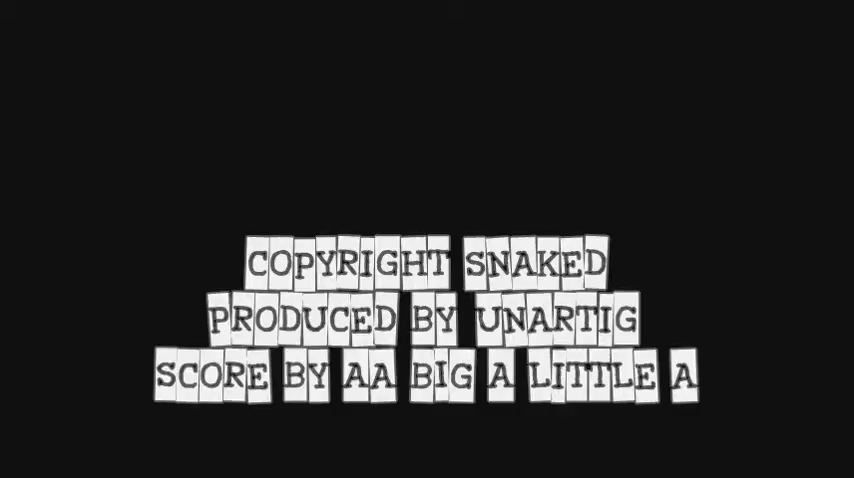 COPYRIGHT SNAKED
PRODUCED BY UNARTIG
SCORE BY AA BIG A LITTLE A